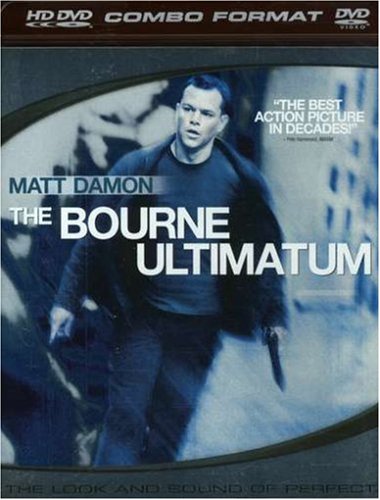 HD DVD COMBO FORMAT DVD
VIDEO
"THE BEST
ACTION PICTURE
IN DECADES!"
MATT DAMON
THE BOURNE
ULTIMATUM
THE LOOK AND SOUND OF PERFECT